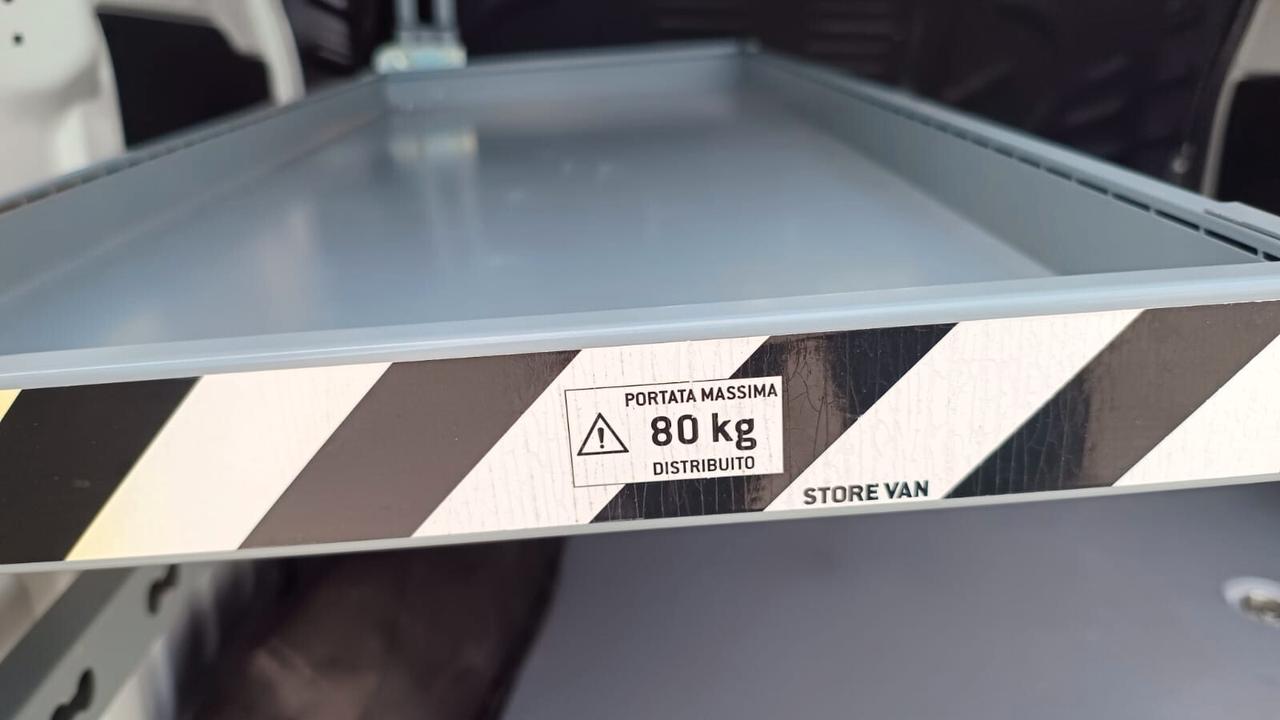 PORTATA MASSIMA
80 kg
DISTRIBUITO
STORE VAN